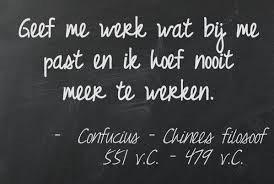 Geef me werk wat bij me
past en ik hoef nooit
meer te werken.
- Confucius - Chinees filosoof
551 v.C. - 479 v.C.